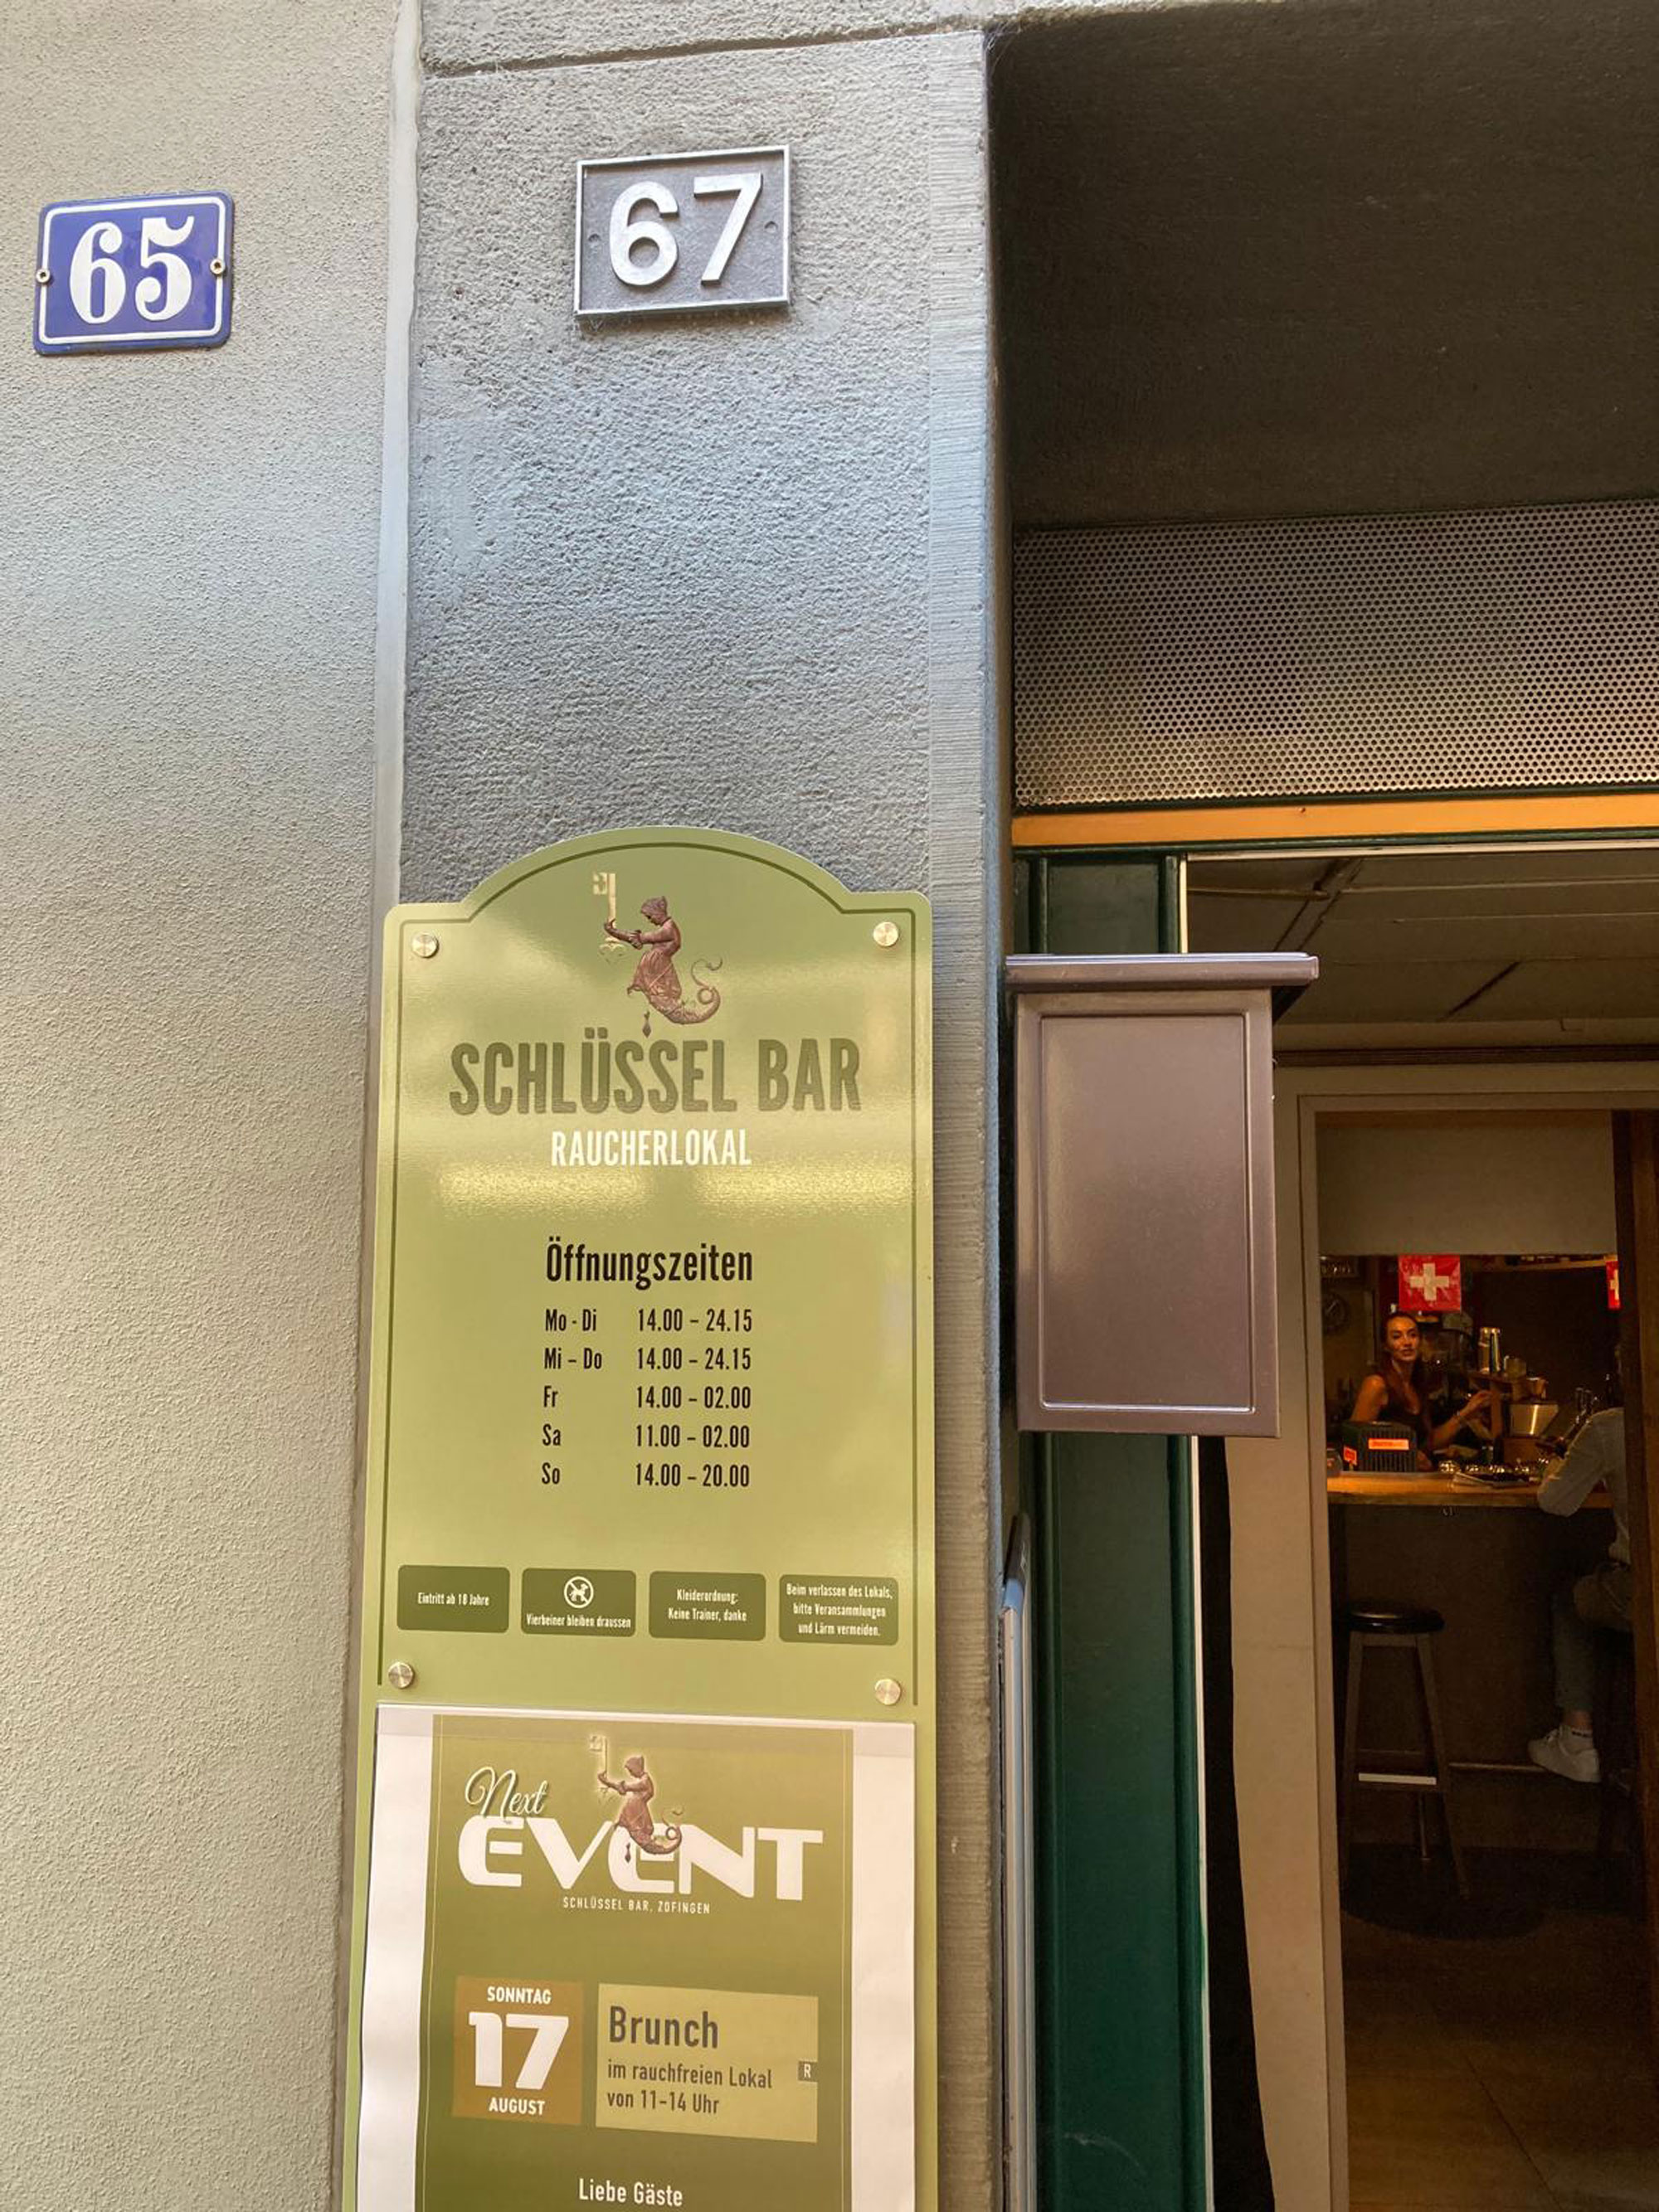 65
67
SCHLÜSSEL BAR
RAUCHERLOKAL
Öffnungszeiten
Mo - Di 14.00 – 24.15
Mi – Do 14.00 – 24.15
Fr 14.00 – 02.00
Sa 11.00 – 02.00
So 14.00 – 20.00
Eintritt ab 18 Jahre
Vierbeiner bleiben draussen
Kleiderordnung:
Keine Trainer, danke
Beim verlassen des Lokals,
bitte Veransammlungen
und Lärm vermeiden.
Next
EVENT
SCHLÜSSEL BAR, ZOFINGEN
SONNTAG
17
AUGUST
Brunch
im rauchfreien Lokal
R
von 11-14 Uhr
Liebe Gäste